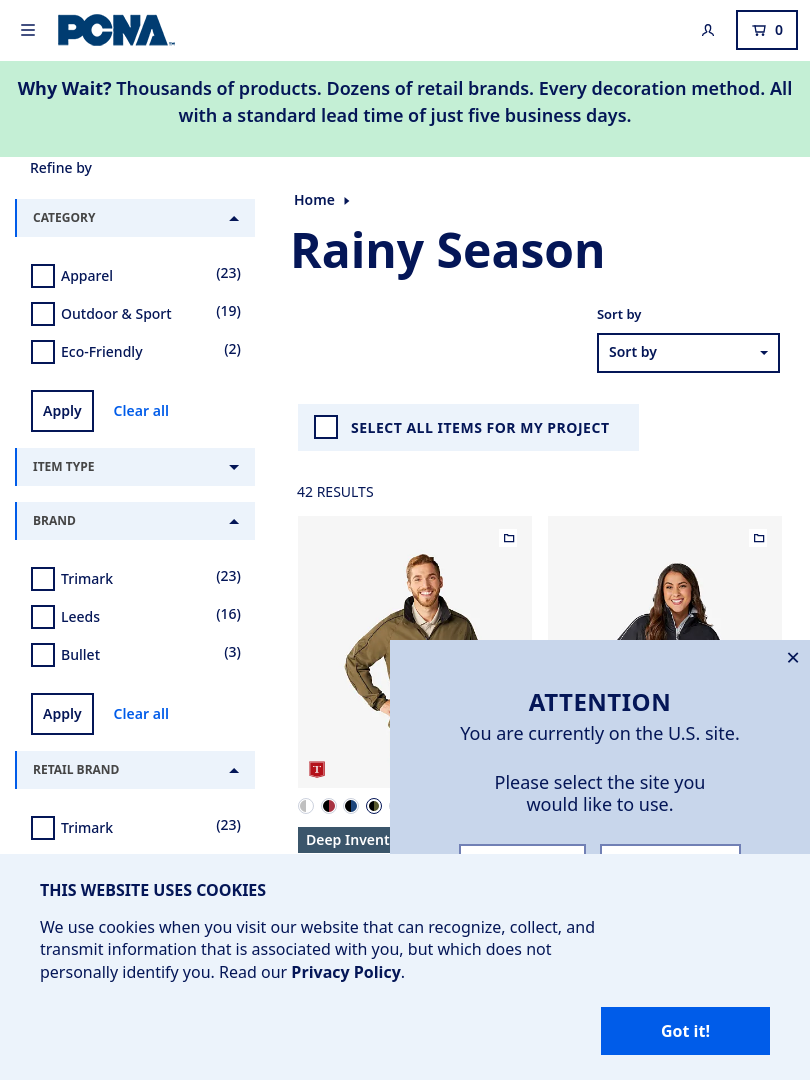 PCNA
0
Why Wait? Thousands of products. Dozens of retail brands. Every decoration method. All
with a standard lead time of just five business days.
Refine by
CATEGORY
Apparel (23)
Outdoor & Sport (19)
Eco-Friendly (2)
Apply Clear all
ITEM TYPE
BRAND
Trimark (23)
Leeds (16)
Bullet (3)
Apply Clear all
RETAIL BRAND
Trimark (23)
Home
Rainy Season
Sort by
Sort by
SELECT ALL ITEMS FOR MY PROJECT
42 RESULTS
T
Deep Invent
ATTENTION
You are currently on the U.S. site.
Please select the site you
would like to use.
THIS WEBSITE USES COOKIES
We use cookies when you visit our website that can recognize, collect, and
transmit information that is associated with you, but which does not
personally identify you. Read our Privacy Policy.
Got it!